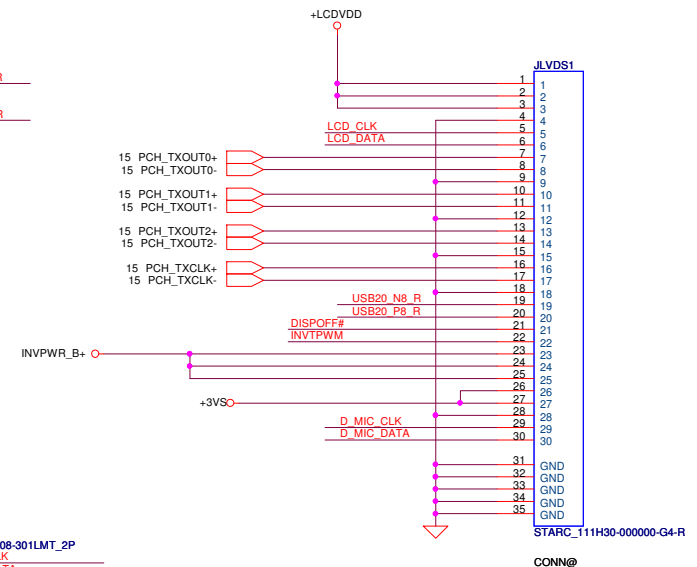 +LCDVDD
JLVDS1
R
1 1
2 2
3 3
R
4 4
LCD_CLK 5 5
LCD_DATA 6 6
15 PCH_TXOUT0+ 7 7
15 PCH_TXOUT0- 8 8
9 9
15 PCH_TXOUT1+ 10 10
15 PCH_TXOUT1- 11 11
12 12
15 PCH_TXOUT2+ 13 13
15 PCH_TXOUT2- 14 14
15 15
15 PCH_TXCLK+ 16 16
15 PCH_TXCLK- 17 17
18 18
USB20_N8_R 19 19
USB20_P8_R 20 20
DISPOFF# 21 21
INVTPWM 22 22
INVPWR_B+ 23 23
24 24
25 25
26 26
+3VS 27 27
28 28
D_MIC_CLK 29 29
D_MIC_DATA 30 30
31 GND
32 GND
33 GND
34 GND
35 GND
STARC_111H30-000000-G4-R
08-301LMT_2P
LK
CONN@